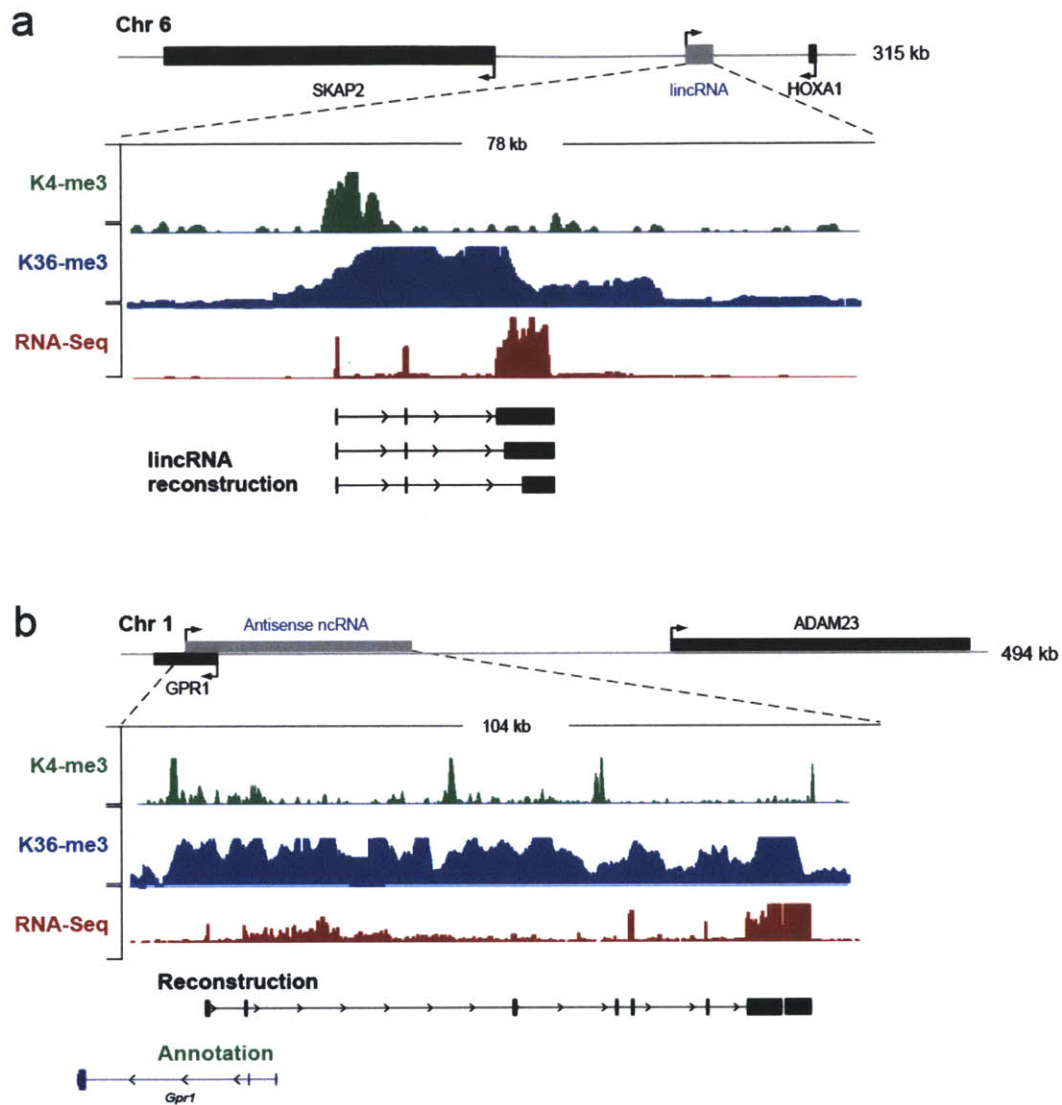 a
Chr 6
315 kb
SKAP2
lincRNA
HOXA1
78 kb
K4-me3
K36-me3
RNA-Seq
lincRNA
reconstruction
b
Chr 1
Antisense ncRNA
ADAM23
494 kb
GPR1
104 kb
K4-me3
K36-me3
RNA-Seq
Reconstruction
Annotation
Gpr1